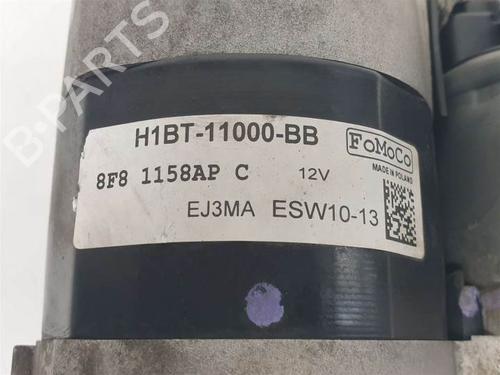 H1BT-11000-BB
FoMoCo
MADE IN POLAND
8F8 1158AP C 12V
EJ3MA ESW10-13
B-PARTS